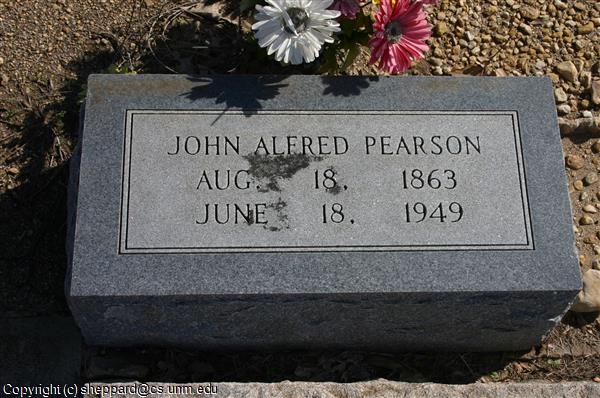 JOHN ALFRED PEARSON
AUG. 18, 1863
JUNE 18, 1949
Copyright (c) sheppard@cs.unm.edu